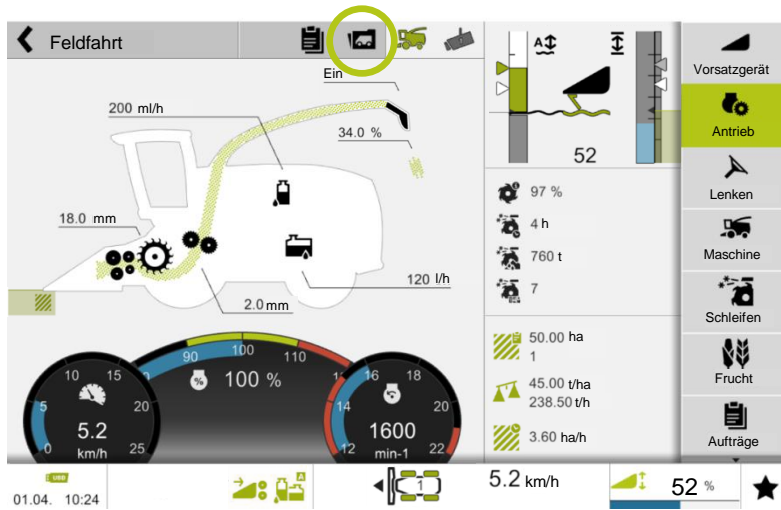 Feldfahrt
Ein
200 ml/h
34.0 %
18.0 mm
120 l/h
2.0 mm
A
52
97 %
4 h
760 t
7
50.00 ha
1
45.00 t/ha
238.50 t/h
3.60 ha/h
Vorsatzgerät
Antrieb
Lenken
Maschine
Schleifen
Frucht
Aufträge
90 100 110
% 100 %
0 5 10 15 20 25
5.2
km/h
12 14 16 18 20 22
1600
min-1
USB
01.04. 10:24
A
1
5.2 km/h
52 %